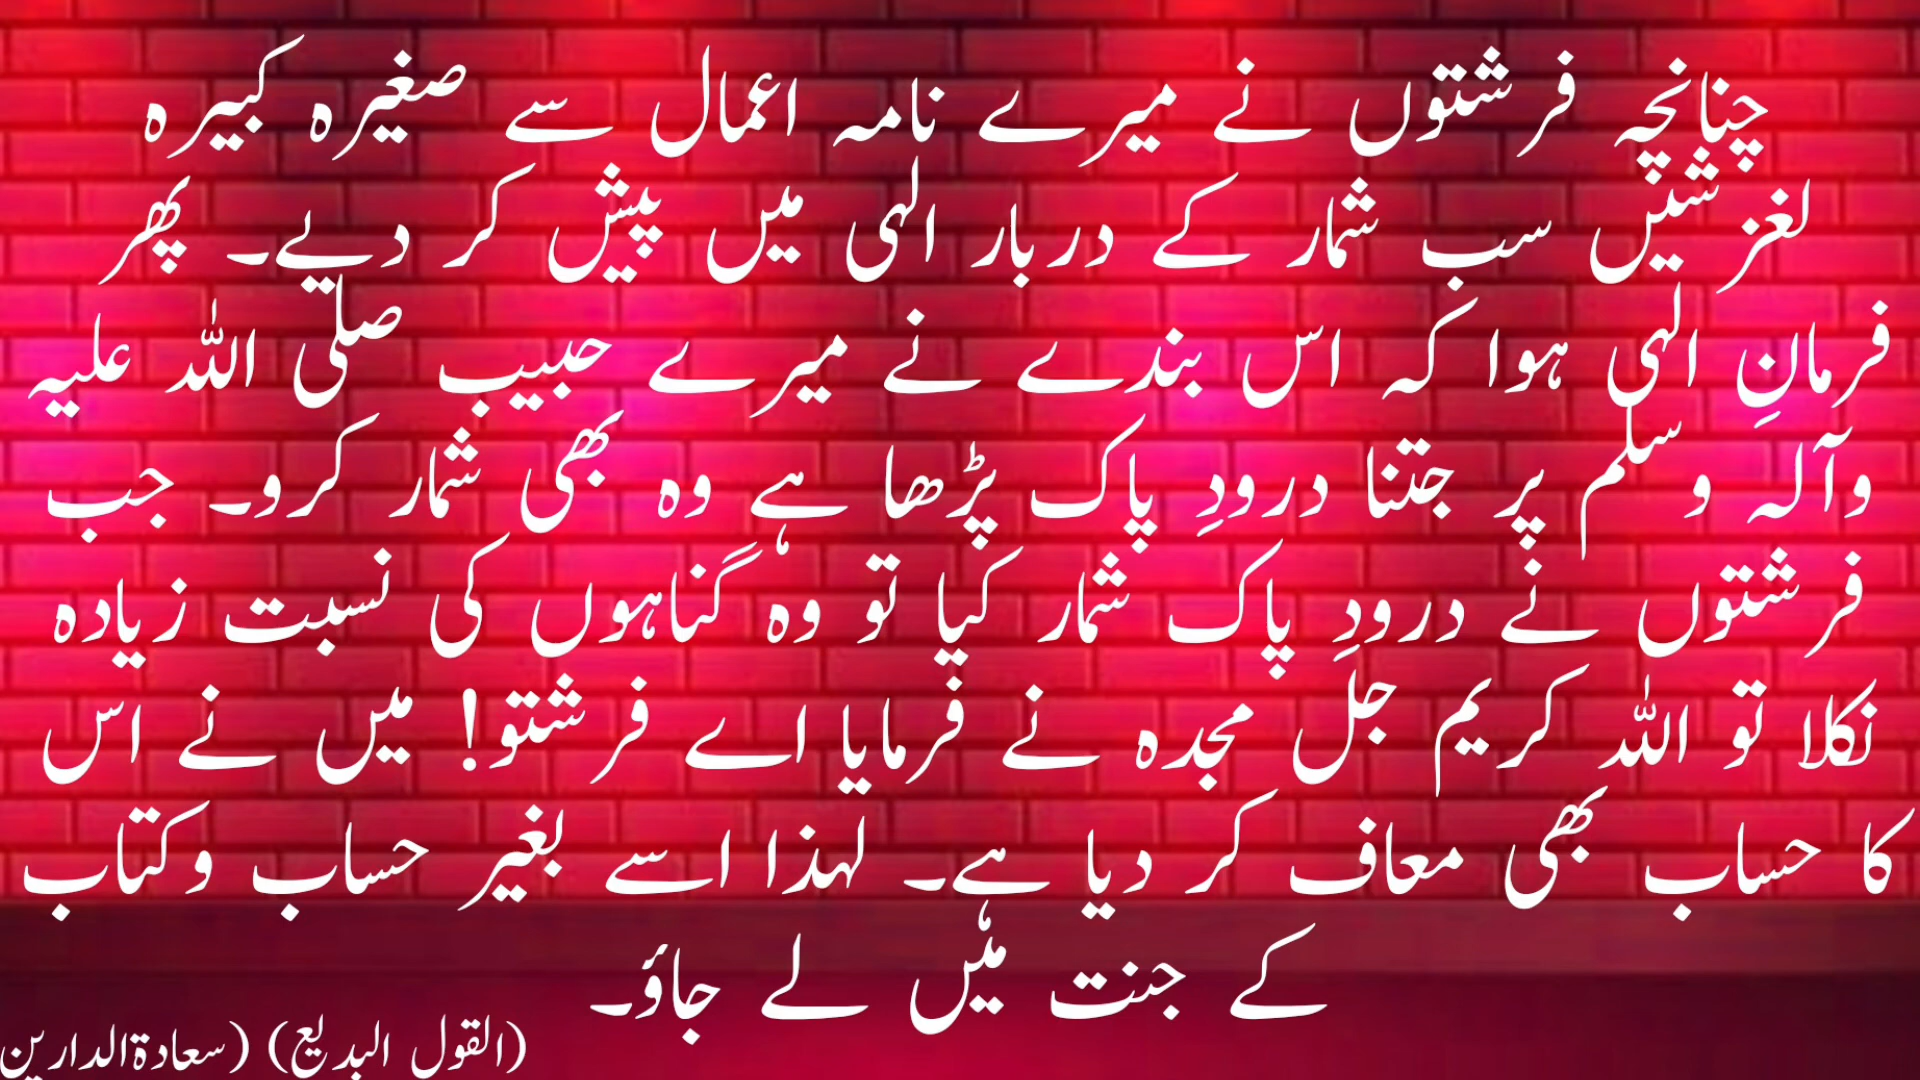 چنانچہ فرشتوں نے میرے نامہ اعمال سے صغیرہ کبیرہ
لغزشیں سب شمار کے دربار الہی میں پیش کر دیے۔ پھر
فرمانِ الہی ہوا کہ اس بندے نے میرے حبیب صلی اللہ علیہ
وآلہ وسلم پر جتنا درودِ پاک پڑھا ہے وہ بھی شمار کرو۔ جب
فرشتوں نے درودِ پاک شمار کیا تو وہ گناہوں کی نسبت زیادہ
نکلا تو اللہ کریم جل مجدہ نے فرمایا اے فرشتو! میں نے اس
کا حساب بھی معاف کر دیا ہے۔ لہذا اسے بغیر حساب وکتاب
کے جنت میں لے جاؤ۔
(القول البدیع) (سعادۃالدارین